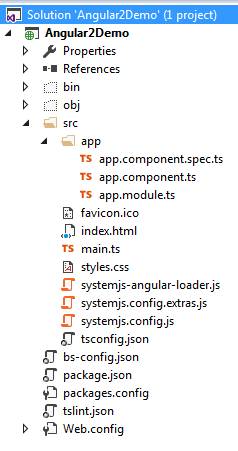 Solution 'Angular2Demo' (1 project)
Angular2Demo
Properties
References
bin
obj
src
app
TS app.component.spec.ts
TS app.component.ts
TS app.module.ts
favicon.ico
index.html
TS main.ts
styles.css
systemjs-angular-loader.js
systemjs.config.extras.js
systemjs.config.js
tsconfig.json
bs-config.json
package.json
packages.config
tslint.json
Web.config